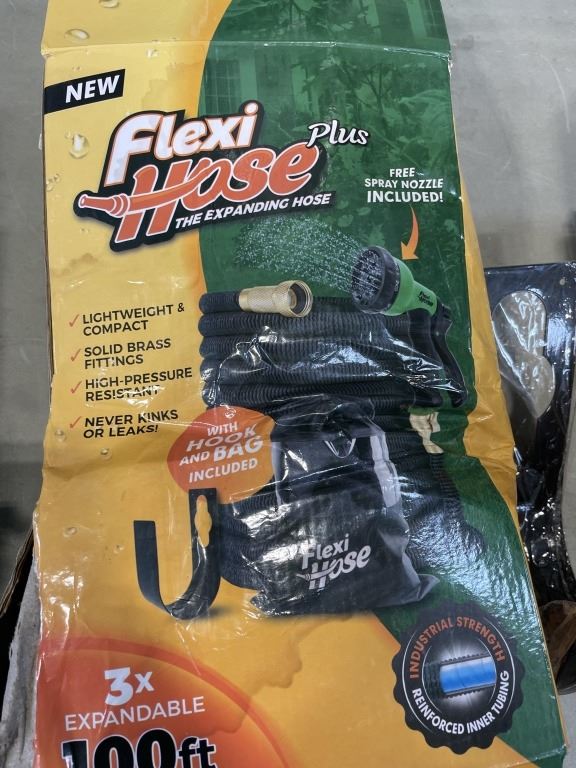 NEW
Flexi
Hose Plus
THE EXPANDING HOSE
FREE
SPRAY NOZZLE
INCLUDED!
LIGHTWEIGHT &
COMPACT
SOLID BRASS
FITTINGS
HIGH-PRESSURE
RESISTANT
NEVER KINKS
OR LEAKS!
WITH
HOOK
AND BAG
INCLUDED
Flexi
Hose
INDUSTRIAL STRENGTH
REINFORCED INNER TUBING
3x
EXPANDABLE
100ft